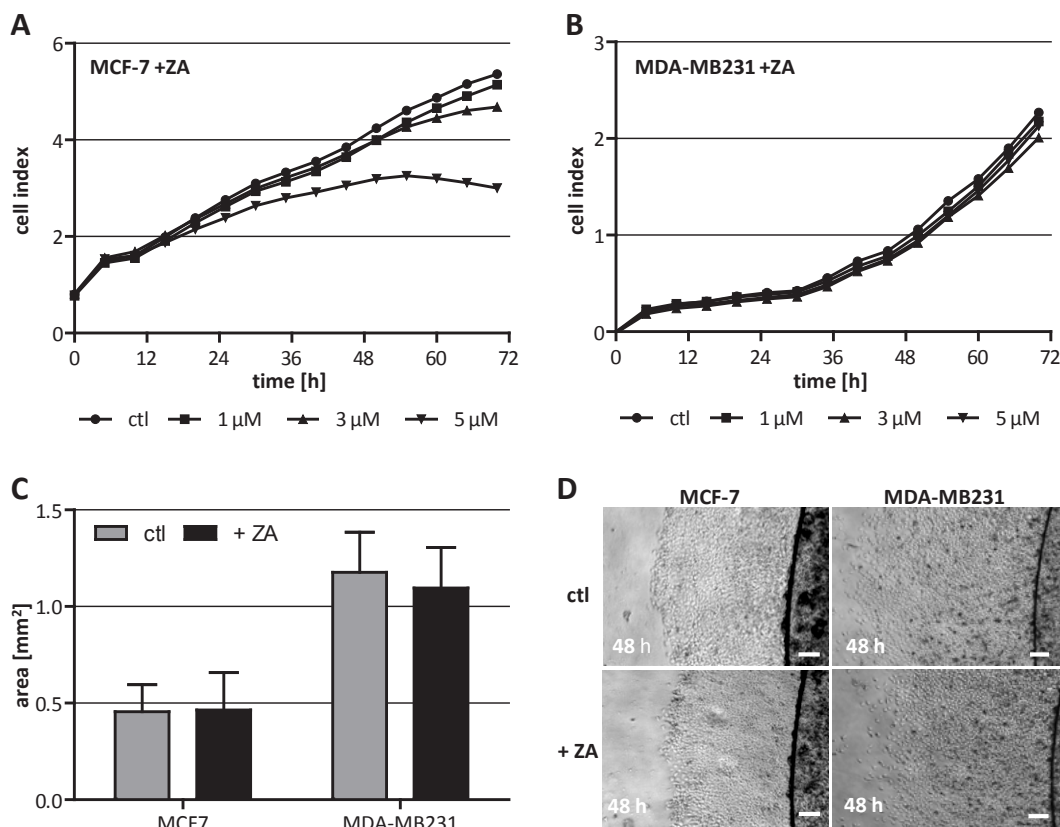 A
MCF-7 +ZA
cell index
6
4
2
0
0 12 24 36 48 60 72
time [h]
ctl 1 µM 3 µM 5 µM
B
MDA-MB231 +ZA
cell index
3
2
1
0
0 12 24 36 48 60 72
time [h]
ctl 1 µM 3 µM 5 µM
C
ctl + ZA
area [mm²]
1.5
1.0
0.5
0.0
MCF7 MDA-MB231
D
MCF-7 MDA-MB231
ctl
48 h 48 h
+ ZA
48 h 48 h